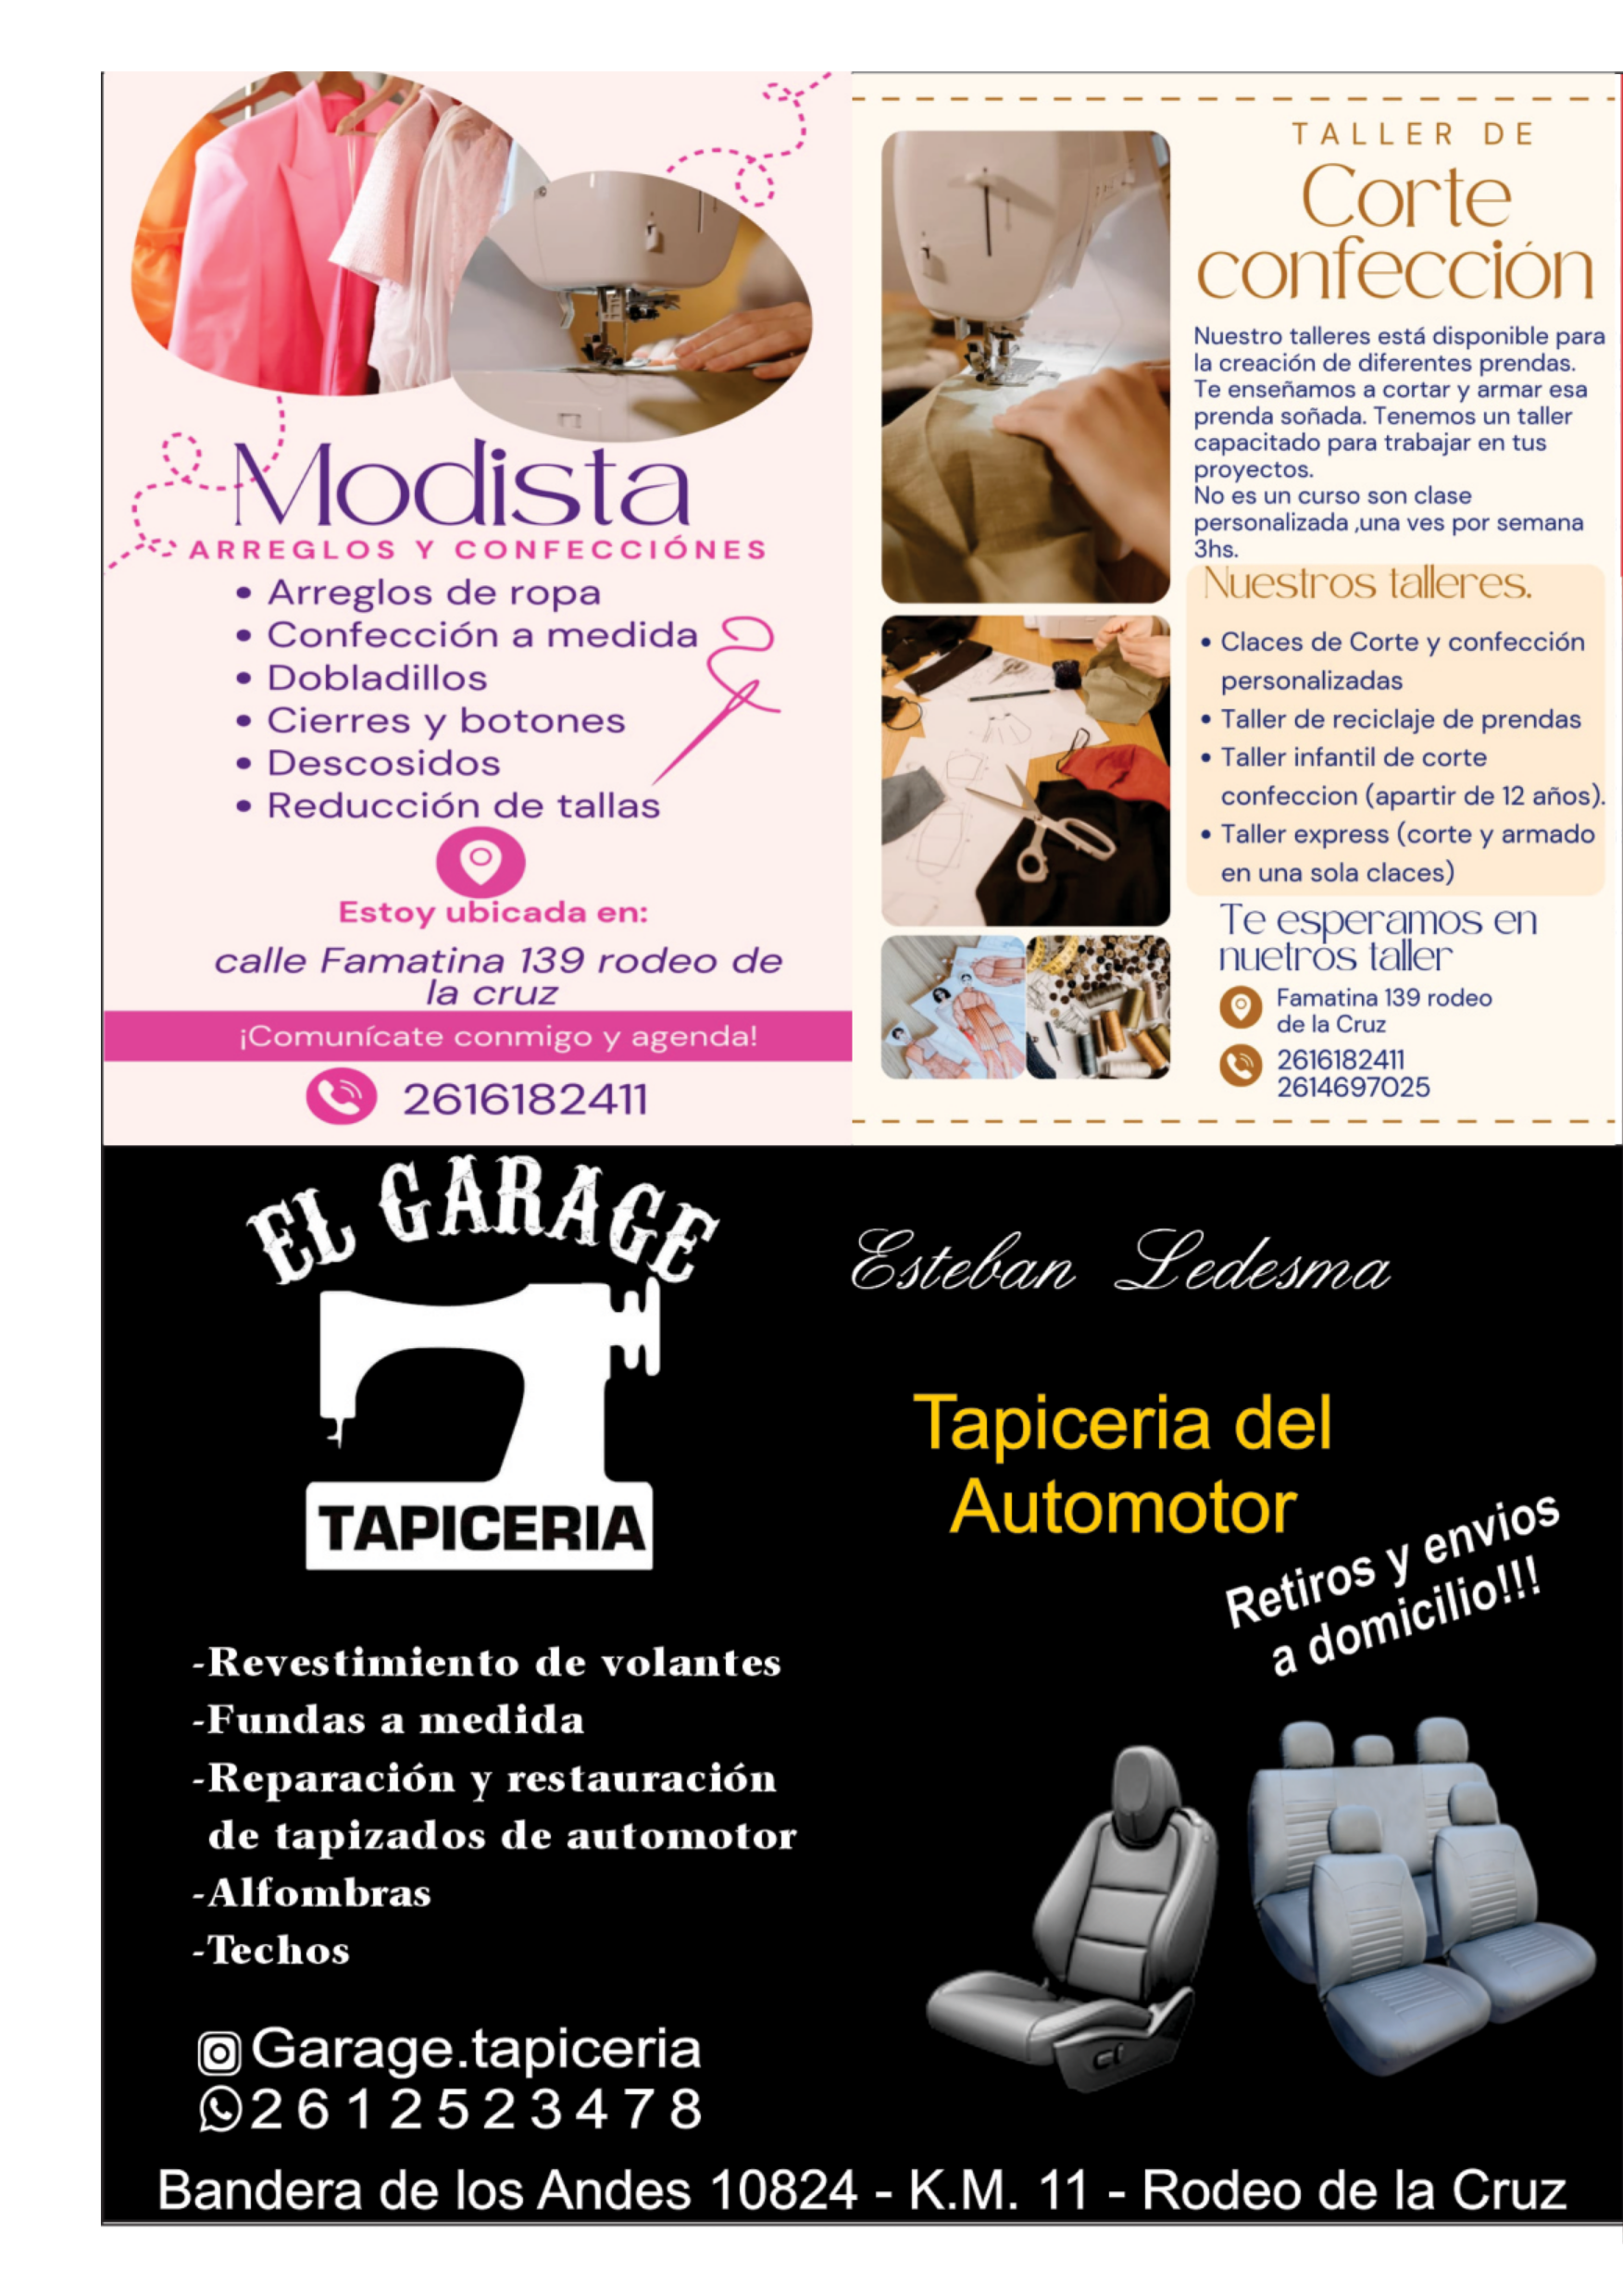 Modista
ARREGLOS Y CONFECCIÓNES
• Arreglos de ropa
• Confección a medida
• Dobladillos
• Cierres y botones
• Descosidos
• Reducción de tallas
Estoy ubicada en:
calle Famatina 139 rodeo de
la cruz
¡Comunícate conmigo y agenda!
2616182411
TALLER DE
Corte
confección
Nuestro talleres está disponible para
la creación de diferentes prendas.
Te enseñamos a cortar y armar esa
prenda soñada. Tenemos un taller
capacitado para trabajar en tus
proyectos.
No es un curso son clase
personalizada ,una ves por semana
3hs.
Nuestros talleres.
• Claces de Corte y confección
personalizadas
• Taller de reciclaje de prendas
• Taller infantil de corte
confeccion (apartir de 12 años).
• Taller express (corte y armado
en una sola claces)
Te esperamos en
nuetros taller
Famatina 139 rodeo
de la Cruz
2616182411
2614697025
EL GARAGE
TAPICERIA
Esteban Ledesma
Tapiceria del
Automotor
Retiros y envios
a domicilio!!!
-Revestimiento de volantes
-Fundas a medida
-Reparación y restauración
de tapizados de automotor
-Alfombras
-Techos
Garage.tapiceria
2612523478
Bandera de los Andes 10824 - K.M. 11 - Rodeo de la Cruz